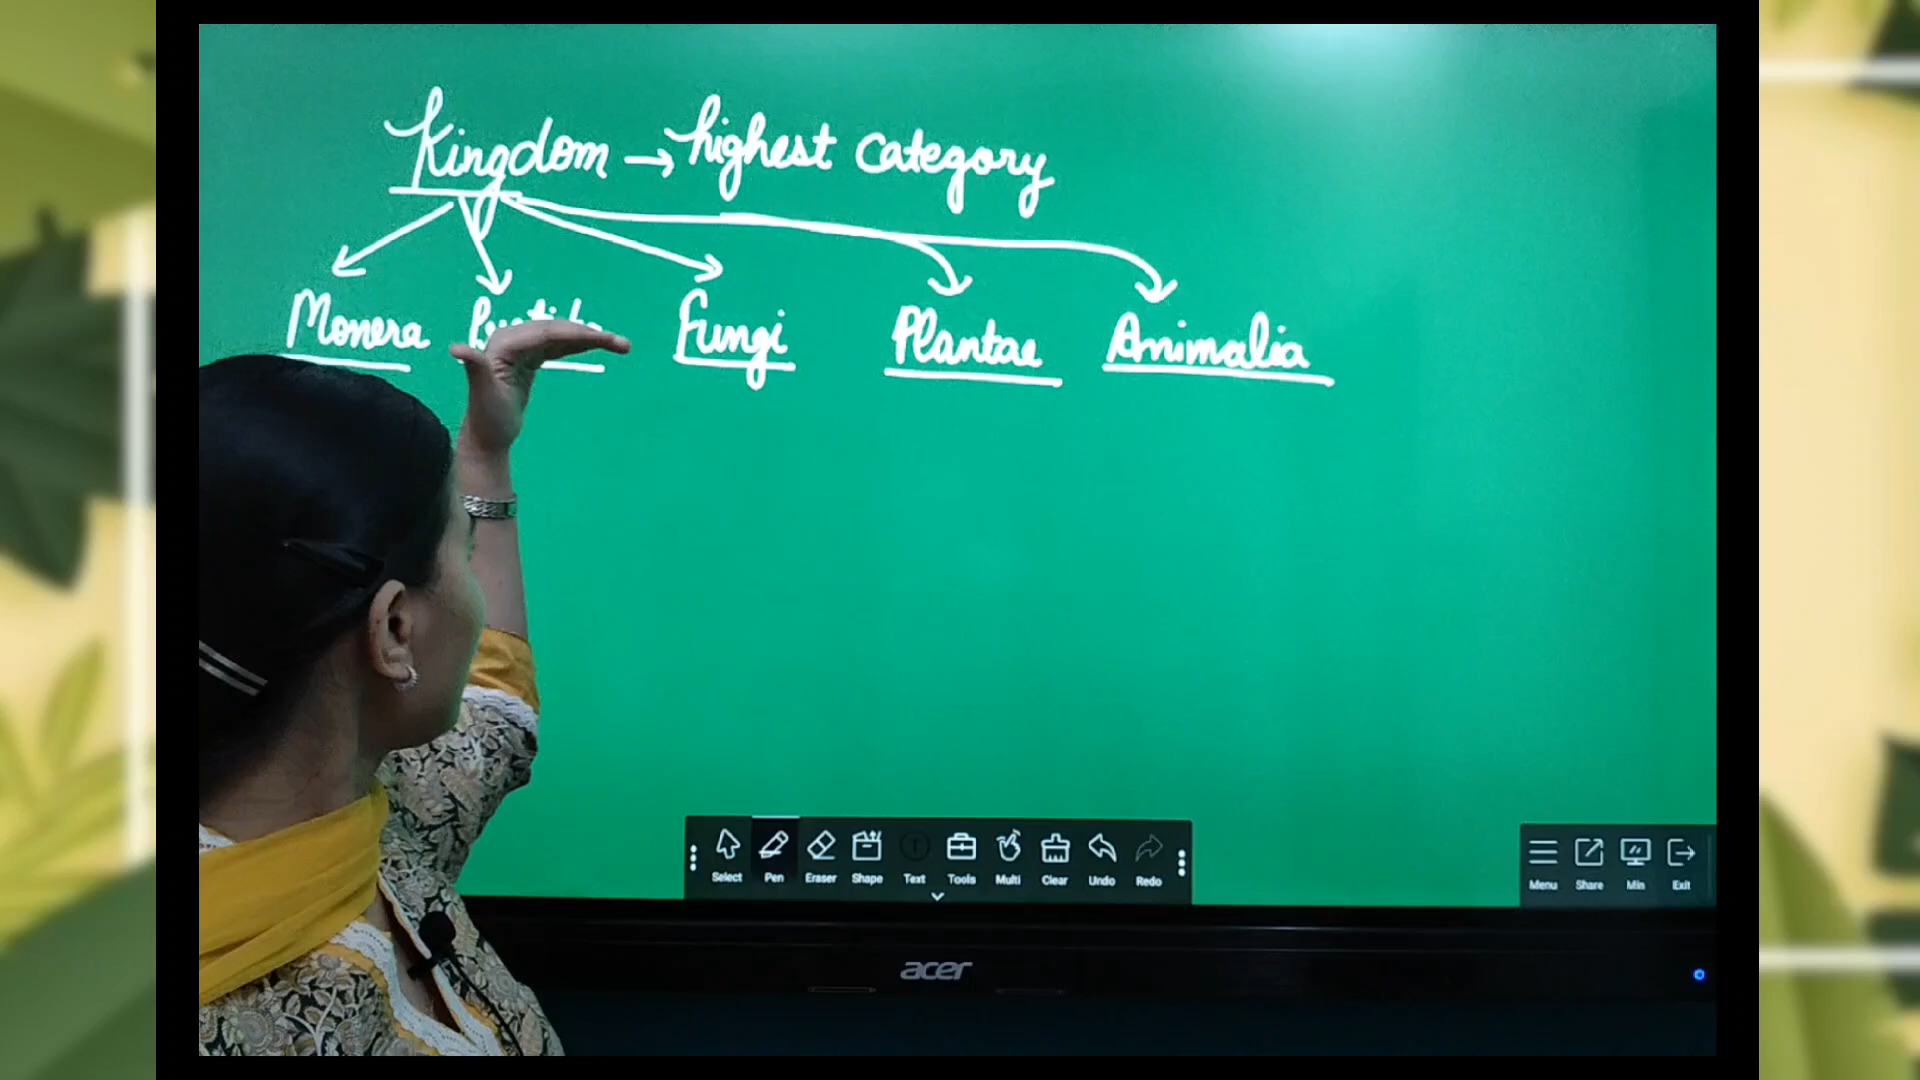 Kingdom → highest category
Monera Fungi Plantae Animalia
Select Pen Eraser Shape Text Tools Multi Clear Undo Redo
Menu Share Min Exit
acer